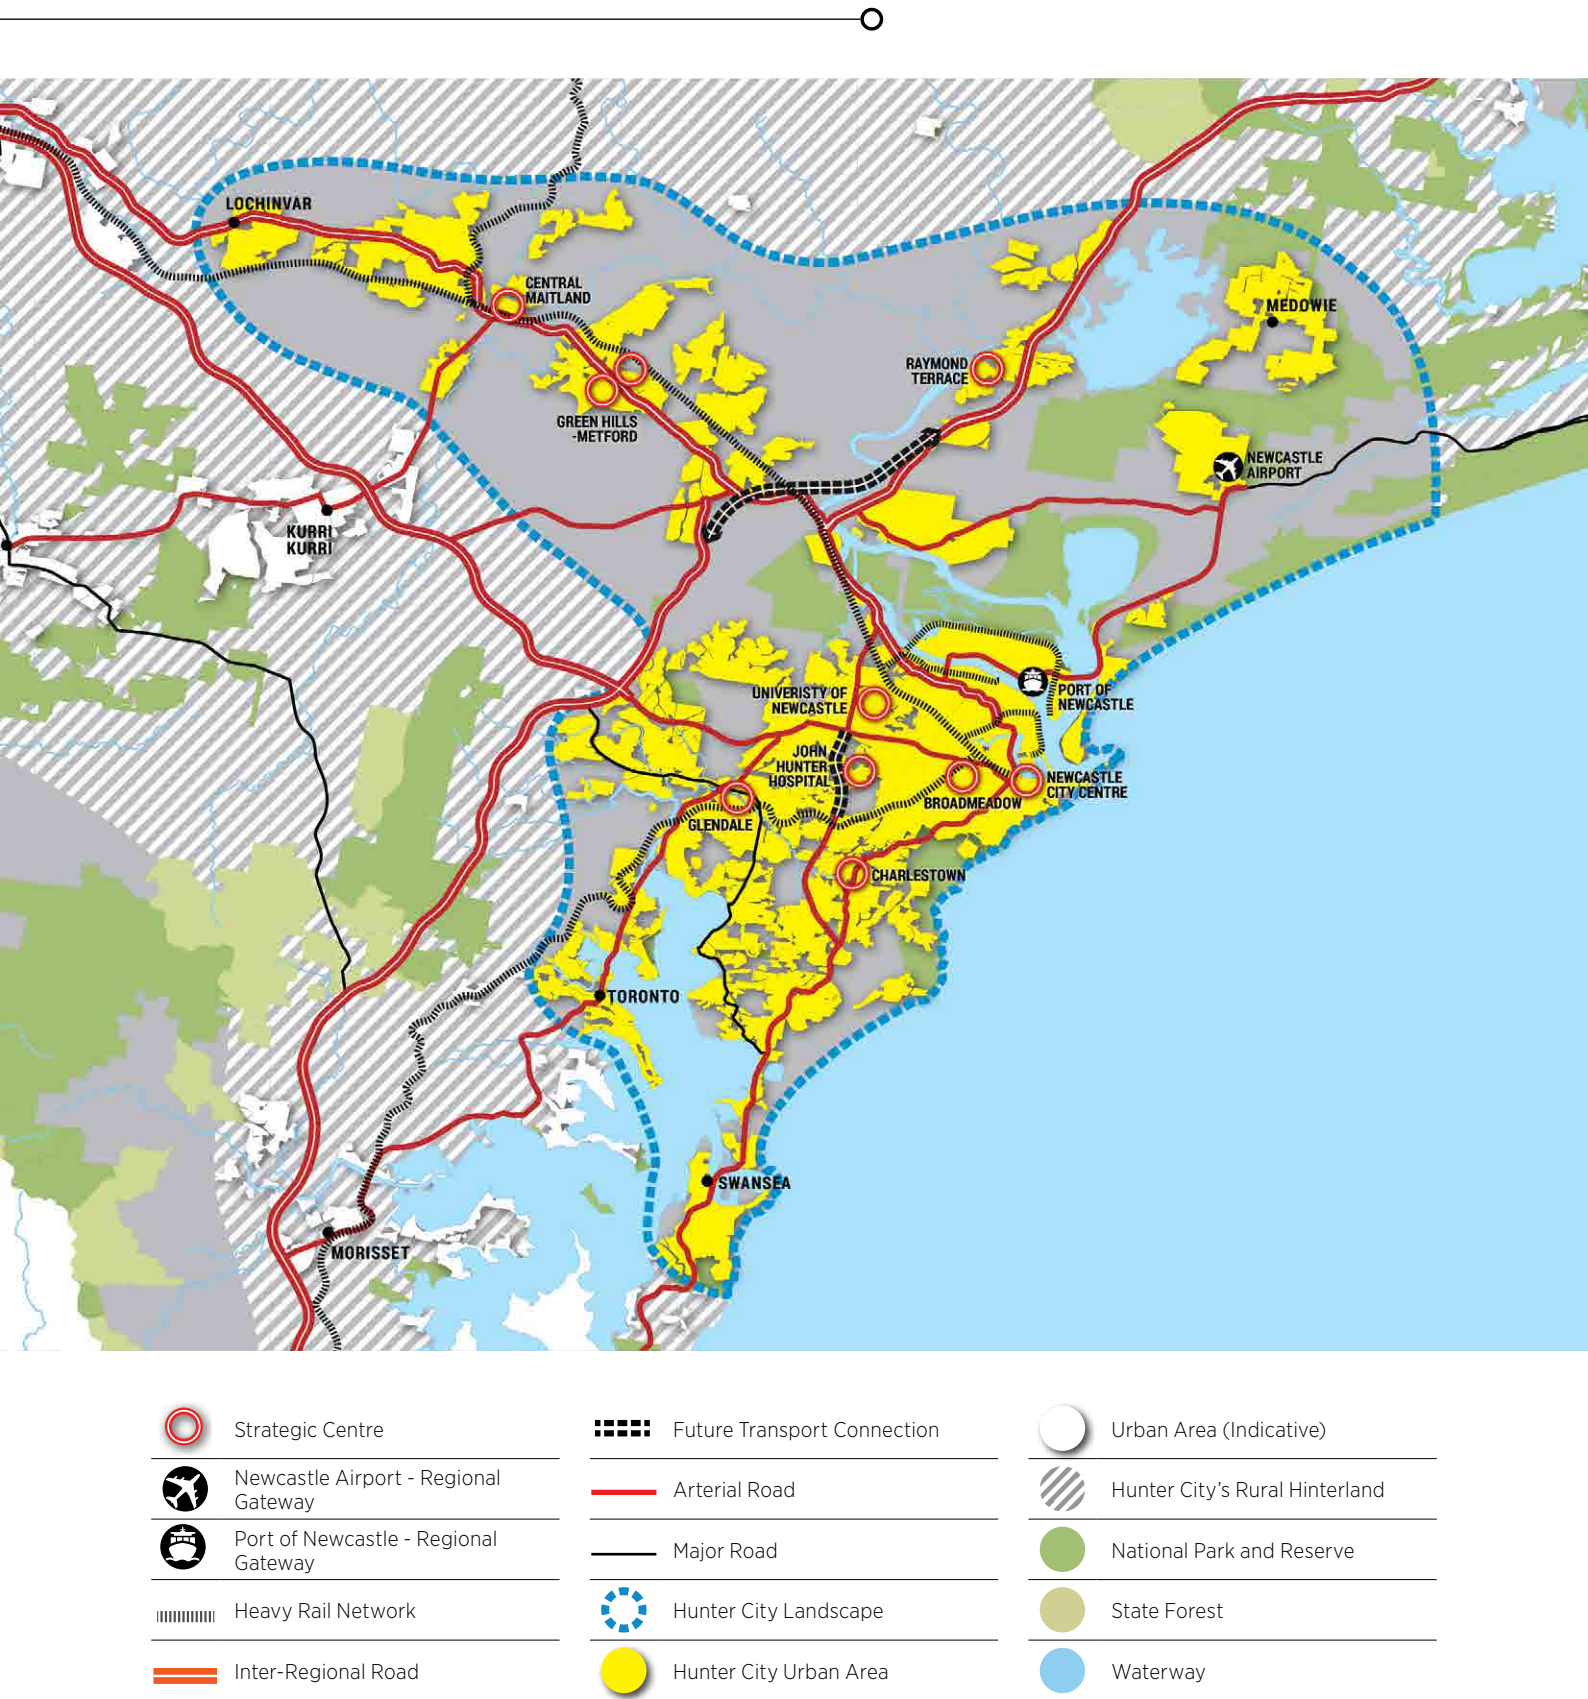 LOCHINVAR
CENTRAL
MAITLAND
MEDOWIE
RAYMOND
TERRACE
GREEN HILLS
-METFORD
NEWCASTLE
AIRPORT
KURRI
KURRI
UNIVERISTY OF
NEWCASTLE
PORT OF
NEWCASTLE
JOHN
HUNTER
HOSPITAL
NEWCASTLE
CITY CENTRE
BROADMEADOW
GLENDALE
CHARLESTOWN
TORONTO
SWANSEA
MORISSET
Strategic Centre
Newcastle Airport - Regional
Gateway
Port of Newcastle - Regional
Gateway
Heavy Rail Network
Inter-Regional Road
Future Transport Connection
Arterial Road
Major Road
Hunter City Landscape
Hunter City Urban Area
Urban Area (Indicative)
Hunter City's Rural Hinterland
National Park and Reserve
State Forest
Waterway